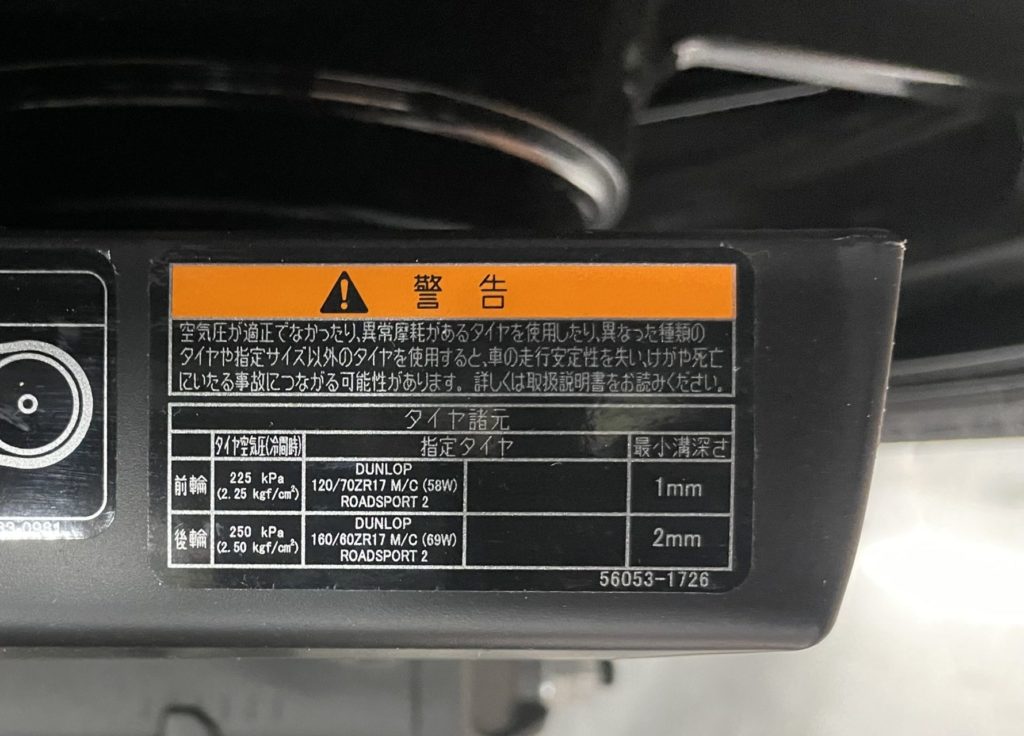 警告
空気圧が適正でなかったり、異常摩耗があるタイヤを使用したり、異なった種類の
タイヤや指定サイズ以外のタイヤを使用すると、車の走行安定性を失い、けがや死亡
にいたる事故につながる可能性があります。詳しくは取扱説明書をお読みください。
タイヤ諸元
タイヤ空気圧(冷間時) 指定タイヤ 最小溝深さ
前輪 225 kPa (2.25 kgf/cm²) DUNLOP 120/70ZR17 M/C (58W) ROADSPORT 2 1mm
後輪 250 kPa (2.50 kgf/cm²) DUNLOP 160/60ZR17 M/C (69W) ROADSPORT 2 2mm
56053-1726